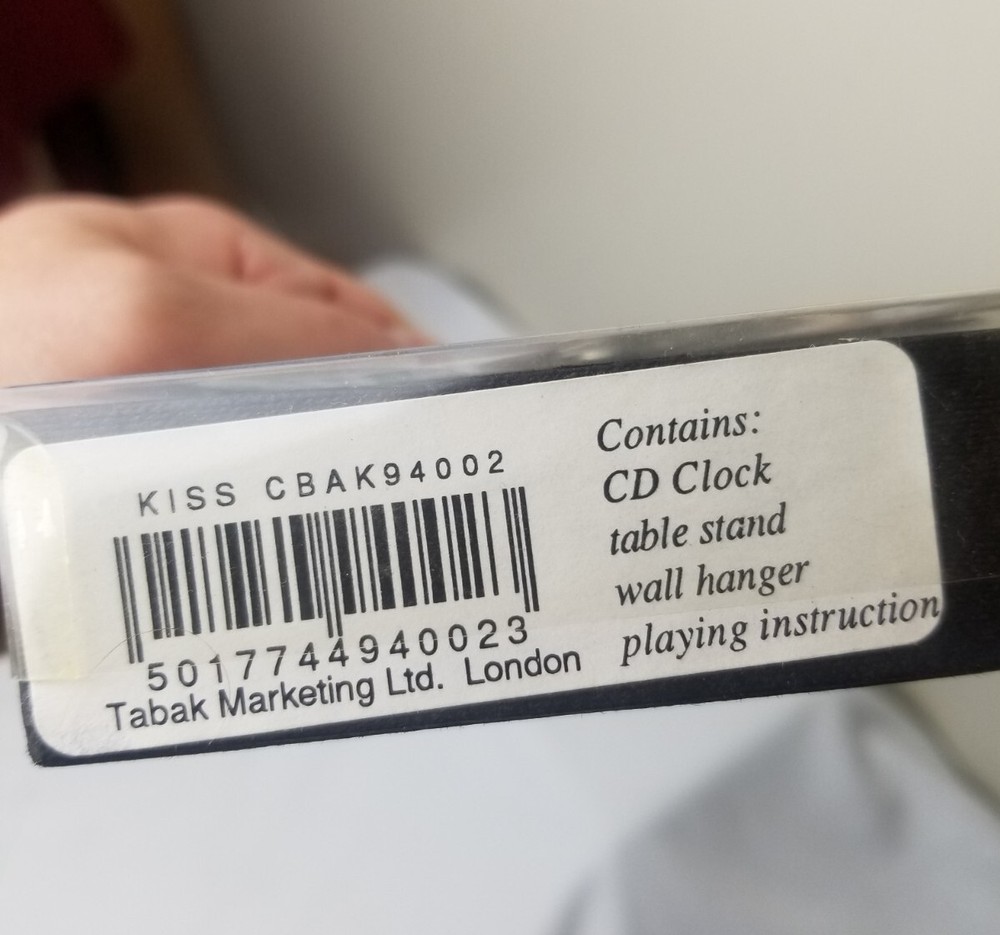 KISS CBAK94002
5017744940023
Tabak Marketing Ltd. London
Contains:
CD Clock
table stand
wall hanger
playing instruction